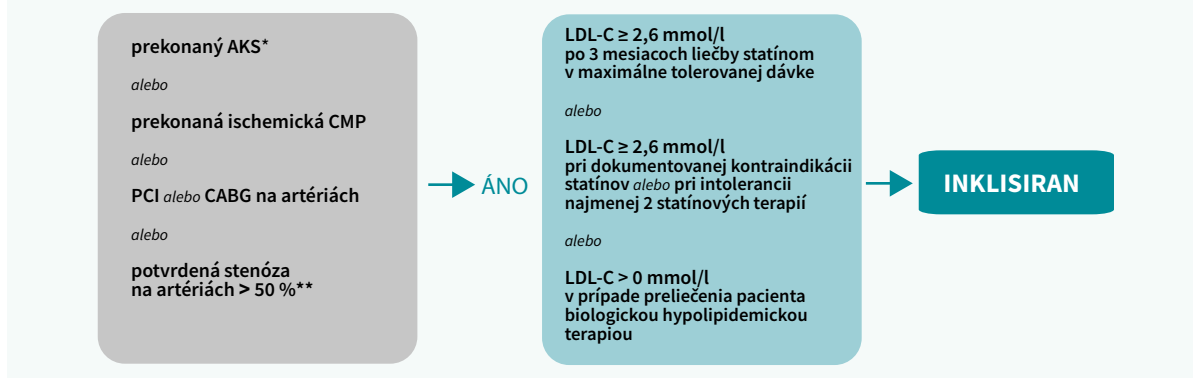 prekonaný AKS*
alebo
prekonaná ischemická CMP
alebo
PCI alebo CABG na artériách
alebo
potvrdená stenóza
na artériách > 50 %**
ÁNO
LDL-C ≥ 2,6 mmol/l
po 3 mesiacoch liečby statínom
v maximálne tolerovanej dávke
alebo
LDL-C ≥ 2,6 mmol/l
pri dokumentovanej kontraindikácii
statínov alebo pri intolerancii
najmenej 2 statínových terapií
alebo
LDL-C > 0 mmol/l
v prípade preliečenia pacienta
biologickou hypolipidemickou
terapiou
INKLISIRAN